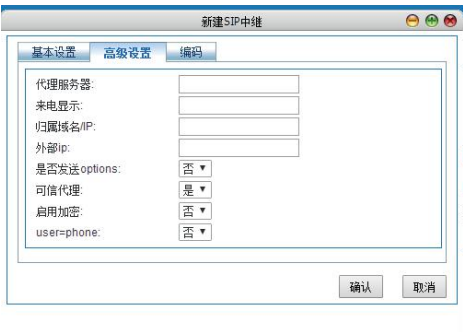 新建SIP中继
基本设置 高级设置 编码
代理服务器:
来电显示:
归属域名/IP:
外部ip:
是否发送options: 否
可信代理: 是
启用加密: 否
user=phone: 否
确认 取消